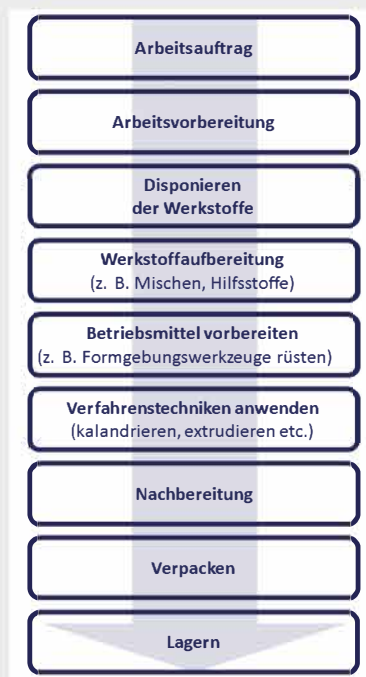 Arbeitsauftrag
Arbeitsvorbereitung
Disponieren
der Werkstoffe
Werkstoffaufbereitung
(z. B. Mischen, Hilfsstoffe)
Betriebsmittel vorbereiten
(z. B. Formgebungswerkzeuge rüsten)
Verfahrenstechniken anwenden
(kalandrieren, extrudieren etc.)
Nachbereitung
Verpacken
Lagern